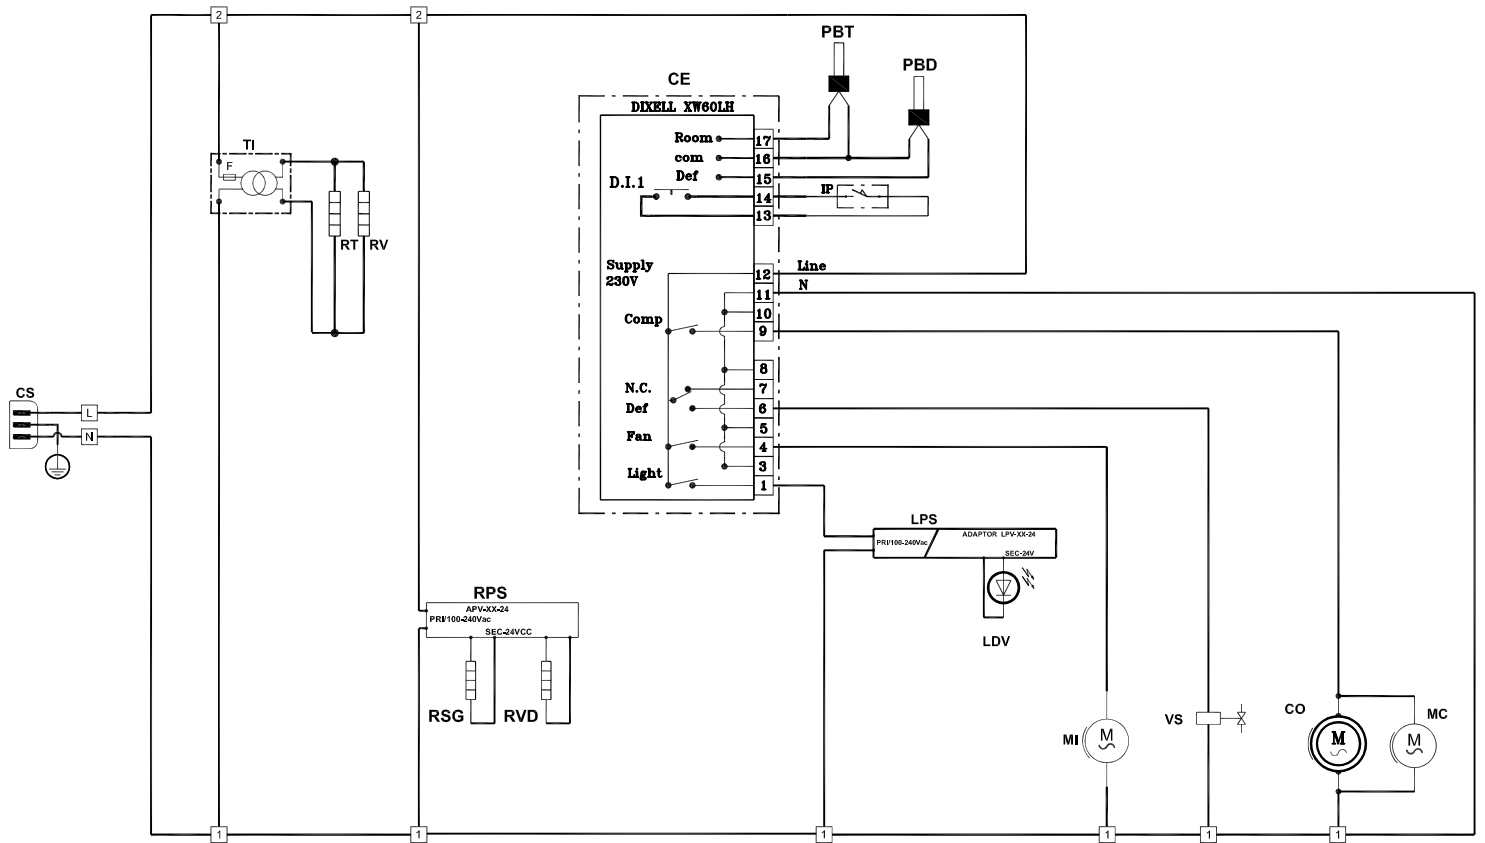 2
2
PBT
PBD
CE
DIXELL XW60LH
TI
F
Room
17
com
16
Def
15
D.I.1
14
IP
13
RT
RV
Supply
230V
12
Line
11
N
10
Comp
9
8
N.C.
7
Def
6
5
Fan
4
3
Light
1
CS
L
N
LPS
PRI/100-240Vac
ADAPTOR LPV-XX-24
SEC-24V
LDV
RPS
APV-XX-24
PRI/100-240Vac
SEC-24VCC
RSG
RVD
MI
M
VS
CO
M
MC
M
1
1
1
1
1
1